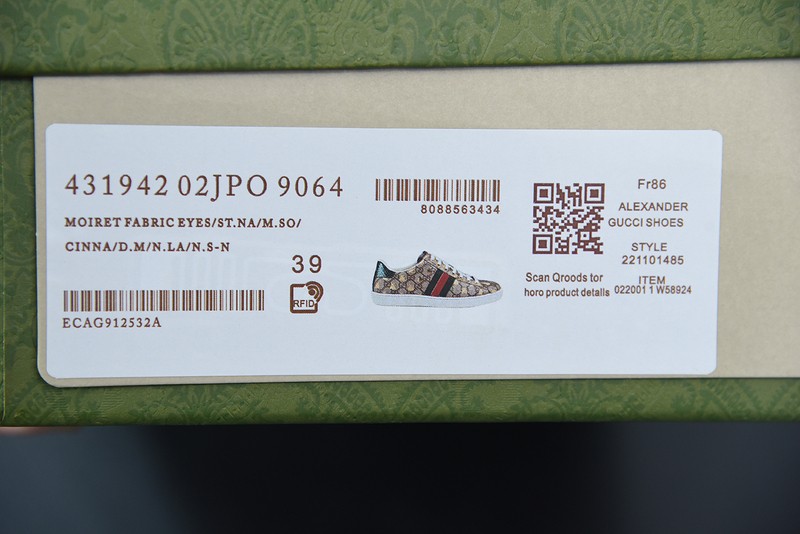 431942 02JPO 9064
MOIRET FABRIC EYES/ST.NA/M.SO/
CINNA/D.M/N.LA/N.S-N
39
RFID
ECAG912532A
8088563434
Fr86
ALEXANDER
GUCCI SHOES
STYLE
221101485
Scan Qroods tor
horo product details
ITEM
022001 1 W58924